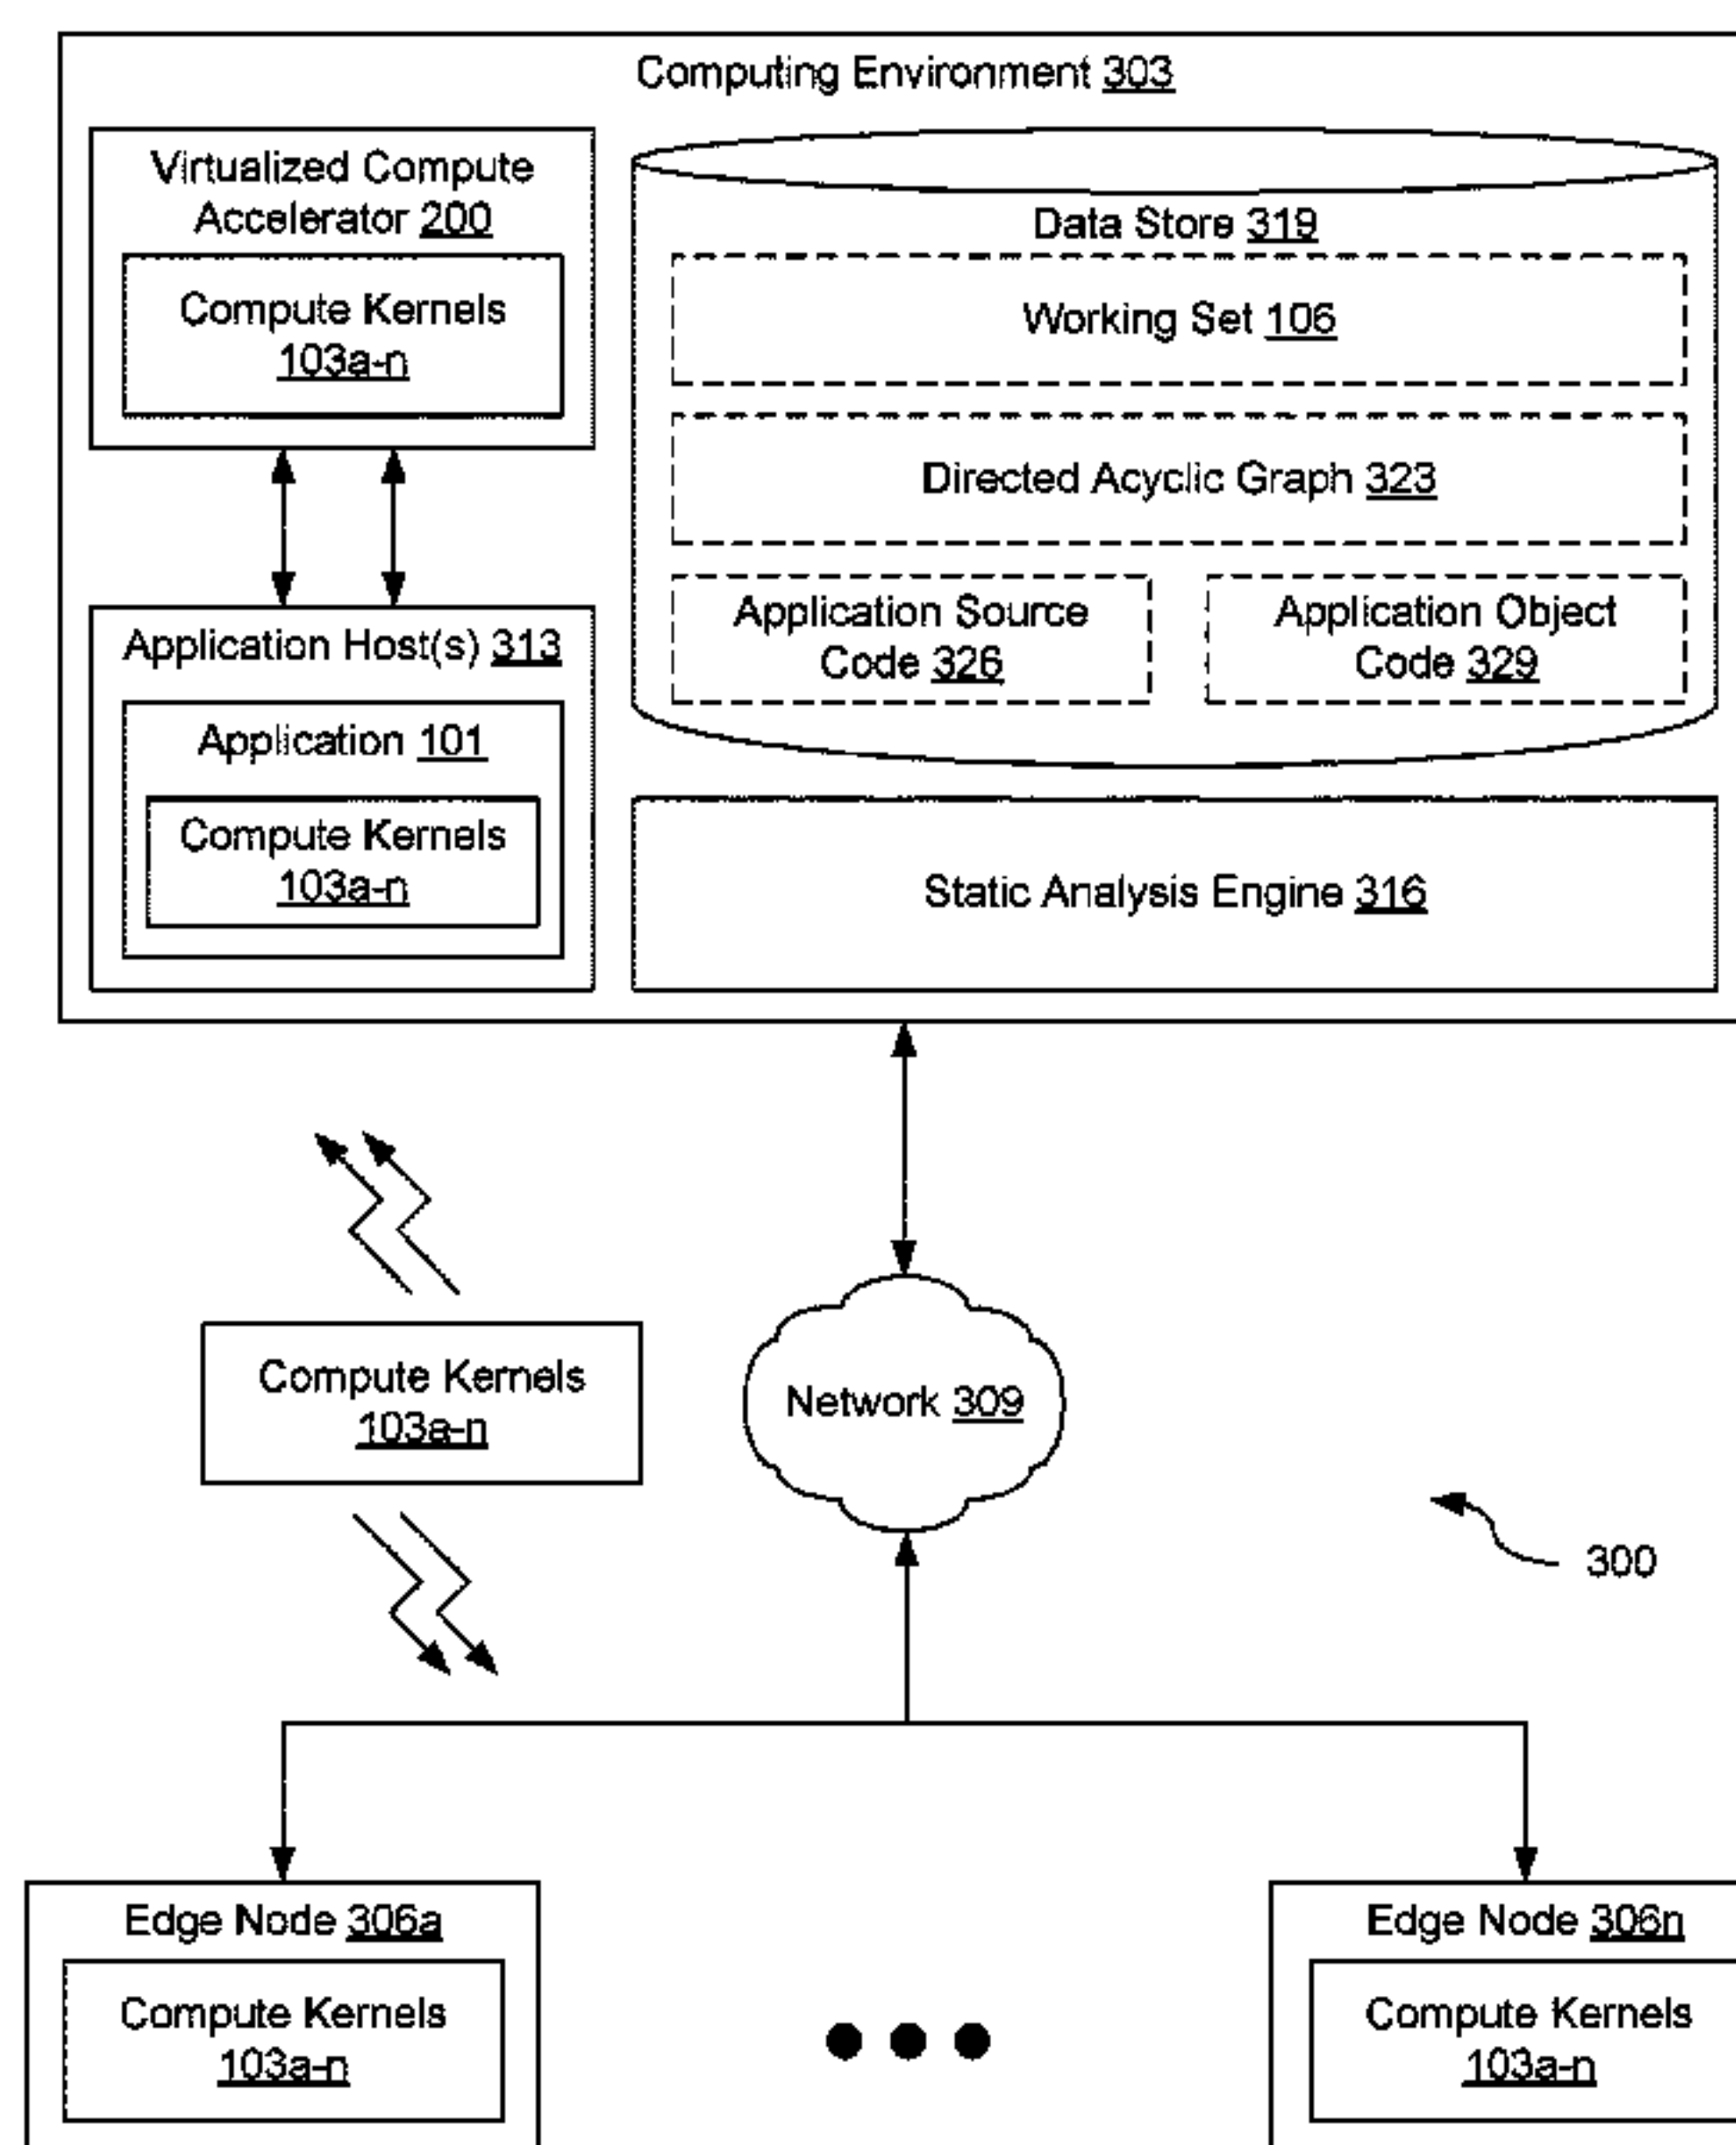 Computing Environment 303
Virtualized Compute
Accelerator 200
Compute Kernels
103a-n
Data Store 319
Working Set 106
Directed Acyclic Graph 323
Application Source
Code 326
Application Object
Code 329
Application Host(s) 313
Application 101
Compute Kernels
103a-n
Static Analysis Engine 316
Compute Kernels
103a-n
Network 309
300
Edge Node 306a
Compute Kernels
103a-n
Edge Node 306n
Compute Kernels
103a-n